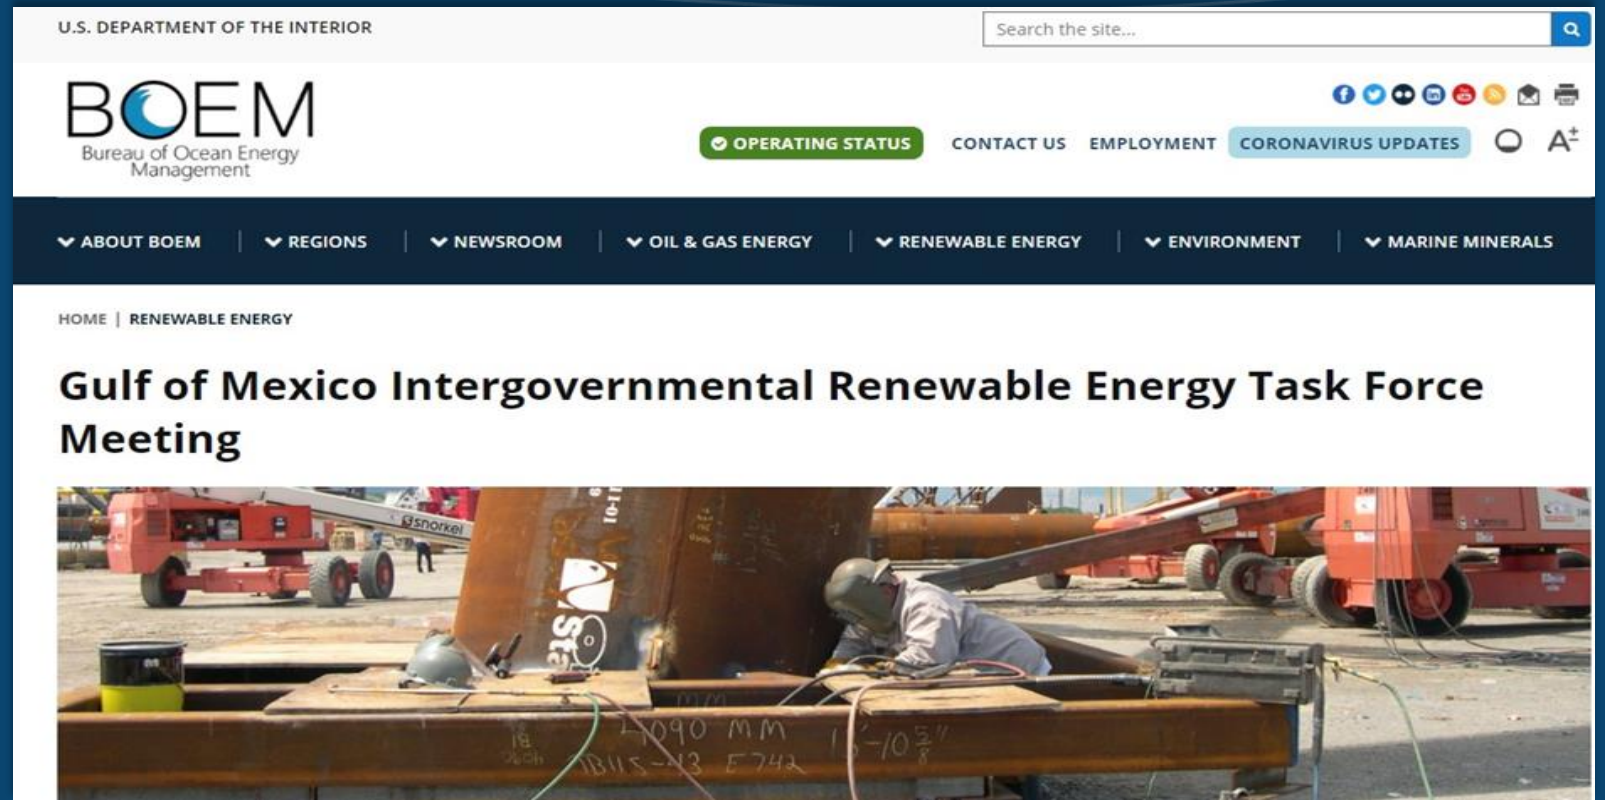 U.S. DEPARTMENT OF THE INTERIOR
Search the site...
BOEM
Bureau of Ocean Energy
Management
OPERATING STATUS
CONTACT US
EMPLOYMENT
CORONAVIRUS UPDATES
A±
ABOUT BOEM
REGIONS
NEWSROOM
OIL & GAS ENERGY
RENEWABLE ENERGY
ENVIRONMENT
MARINE MINERALS
HOME | RENEWABLE ENERGY
Gulf of Mexico Intergovernmental Renewable Energy Task Force
Meeting
snorkel
4090 MM